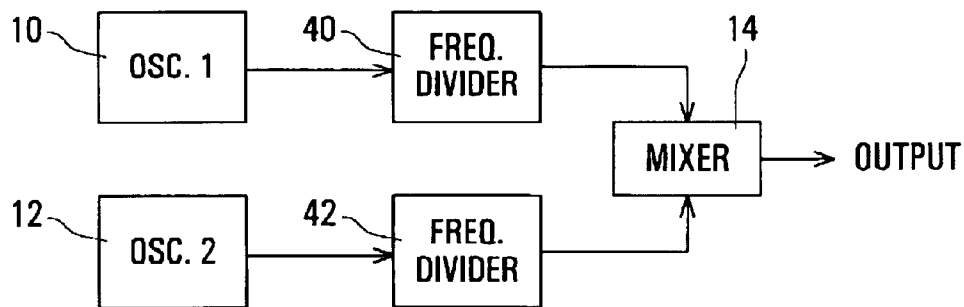 10
OSC. 1
40
FREQ.
DIVIDER
14
MIXER
OUTPUT
12
OSC. 2
42
FREQ.
DIVIDER